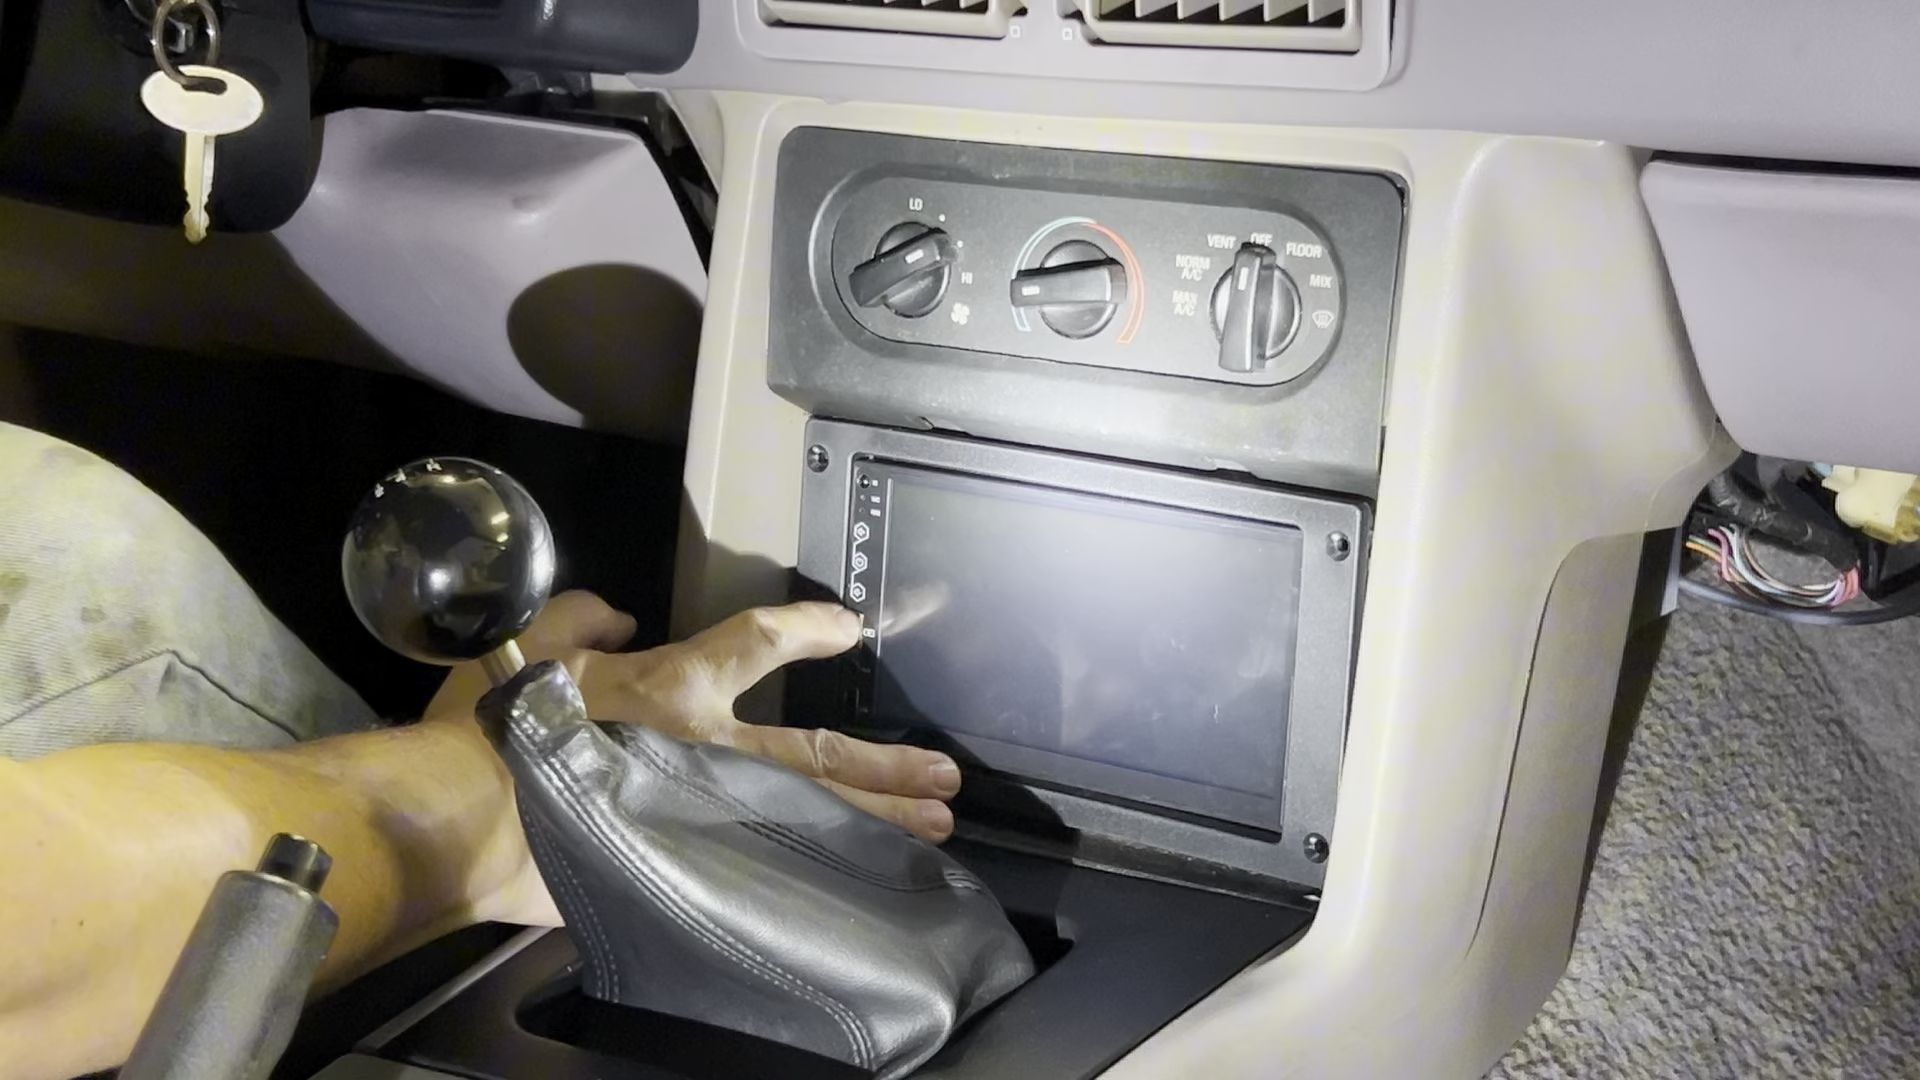 LO
HI
VENT OFF FLOOR
NORM
A/C
MIX
MAX
A/C